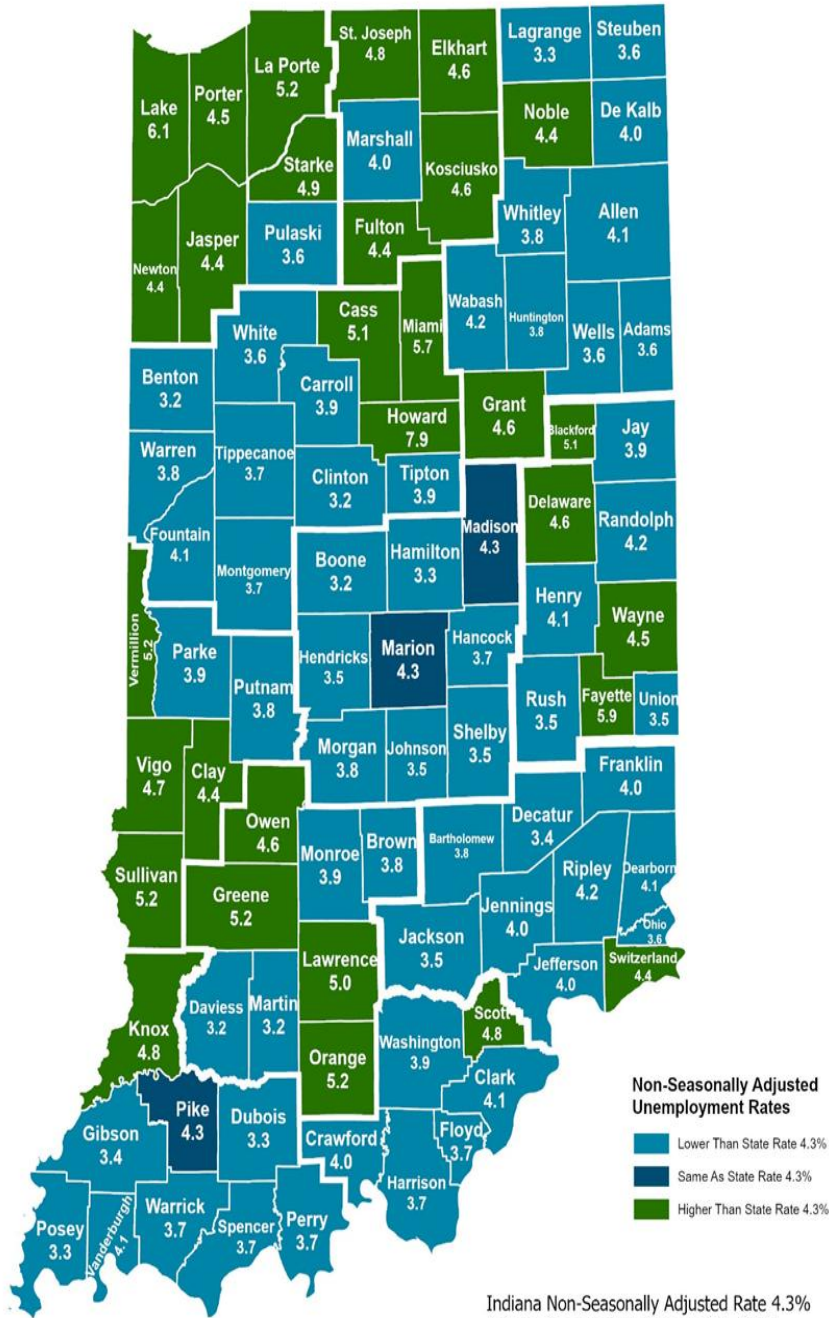 St. Joseph
4.8
Elkhart
4.6
Lagrange
3.3
Steuben
3.6
La Porte
5.2
Lake
6.1
Porter
4.5
Noble
4.4
De Kalb
4.0
Marshall
4.0
Starke
4.9
Kosciusko
4.6
Whitley
3.8
Allen
4.1
Newton
4.4
Jasper
4.4
Pulaski
3.6
Fulton
4.4
Wabash
4.2
Huntington
3.8
Wells
3.6
Adams
3.6
White
3.6
Cass
5.1
Miami
5.7
Benton
3.2
Carroll
3.9
Howard
7.9
Grant
4.6
Blackford
5.1
Jay
3.9
Warren
3.8
Tippecanoe
3.7
Clinton
3.2
Tipton
3.9
Madison
4.3
Delaware
4.6
Randolph
4.2
Fountain
4.1
Montgomery
3.7
Boone
3.2
Hamilton
3.3
Henry
4.1
Wayne
4.5
Vermillion
5.2
Parke
3.9
Putnam
3.8
Hendricks
3.5
Marion
4.3
Hancock
3.7
Rush
3.5
Fayette
5.9
Union
3.5
Vigo
4.7
Clay
4.4
Morgan
3.8
Johnson
3.5
Shelby
3.5
Franklin
4.0
Owen
4.6
Monroe
3.9
Brown
3.8
Bartholomew
3.8
Decatur
3.4
Ripley
4.2
Dearborn
4.1
Sullivan
5.2
Greene
5.2
Jackson
3.5
Jennings
4.0
Ohio
3.6
Lawrence
5.0
Jefferson
4.0
Switzerland
4.4
Knox
4.8
Daviess
3.2
Martin
3.2
Orange
5.2
Washington
3.9
Scott
4.8
Clark
4.1
Gibson
3.4
Pike
4.3
Dubois
3.3
Crawford
4.0
Harrison
3.7
Floyd
3.7
Posey
3.3
Vanderburgh
4.1
Warrick
3.7
Spencer
3.7
Perry
3.7
Non-Seasonally Adjusted
Unemployment Rates
Lower Than State Rate 4.3%
Same As State Rate 4.3%
Higher Than State Rate 4.3%
Indiana Non-Seasonally Adjusted Rate 4.3%